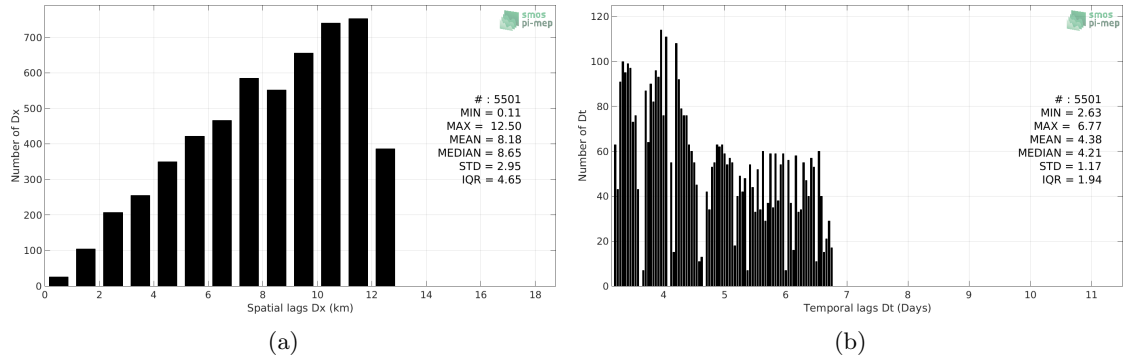 smos
pi-mep
Number of Dx
700
600
500
400
300
200
100
0
# : 5501
MIN = 0.11
MAX = 12.50
MEAN = 8.18
MEDIAN = 8.65
STD = 2.95
IQR = 4.65
0 2 4 6 8 10 12 14 16 18
Spatial lags Dx (km)
(a)
smos
pi-mep
Number of Dt
120
100
80
60
40
20
0
# : 5501
MIN = 2.63
MAX = 6.77
MEAN = 4.38
MEDIAN = 4.21
STD = 1.17
IQR = 1.94
4 5 6 7 8 9 10 11
Temporal lags Dt (Days)
(b)